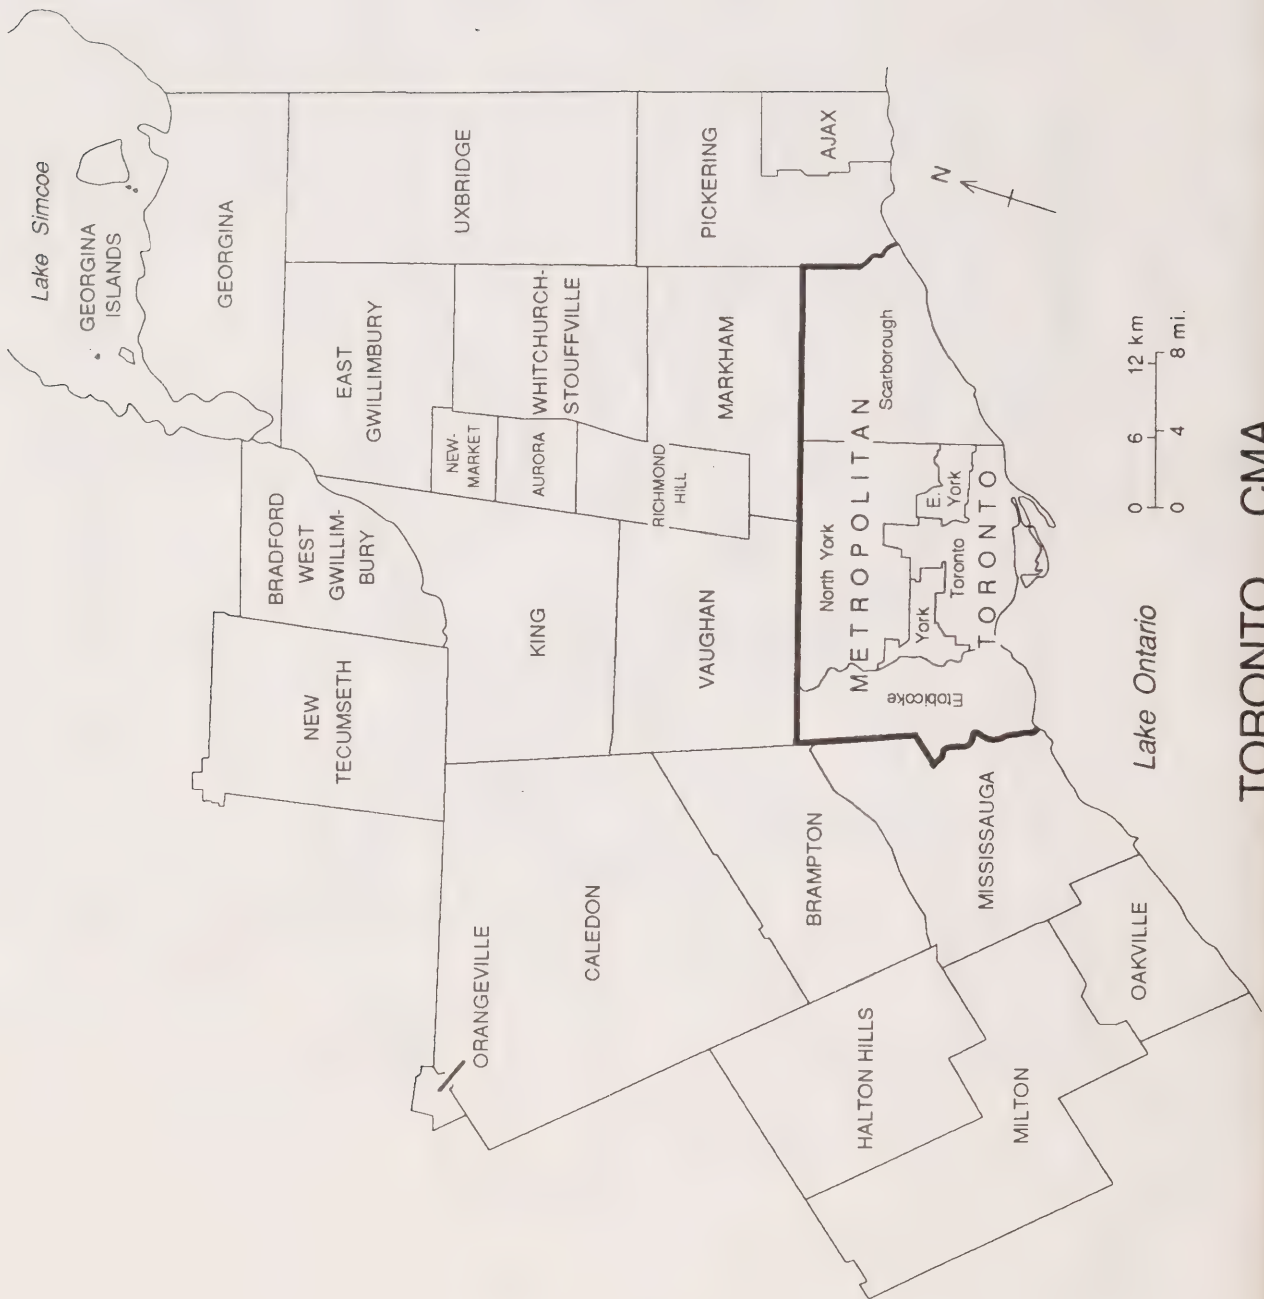 Lake Simcoe
GEORGINA
ISLANDS
GEORGINA
BRADFORD
WEST
GWILLIM-
BURY
EAST
GWILLIMBURY
UXBRIDGE
NEW
TECUMSETH
NEW-
MARKET
WHITCHURCH-
STOUFFVILLE
AURORA
KING
ORANGEVILLE
CALEDON
RICHMOND
HILL
VAUGHAN
MARKHAM
PICKERING
AJAX
BRAMPTON
North York
METROPOLITAN
Scarborough
Etobicoke
York
E.
York
Toronto
TORONTO
HALTON HILLS
MISSISSAUGA
MILTON
OAKVILLE
Lake Ontario
N
0 6 12 km
0 4 8 mi.
TORONTO CMA